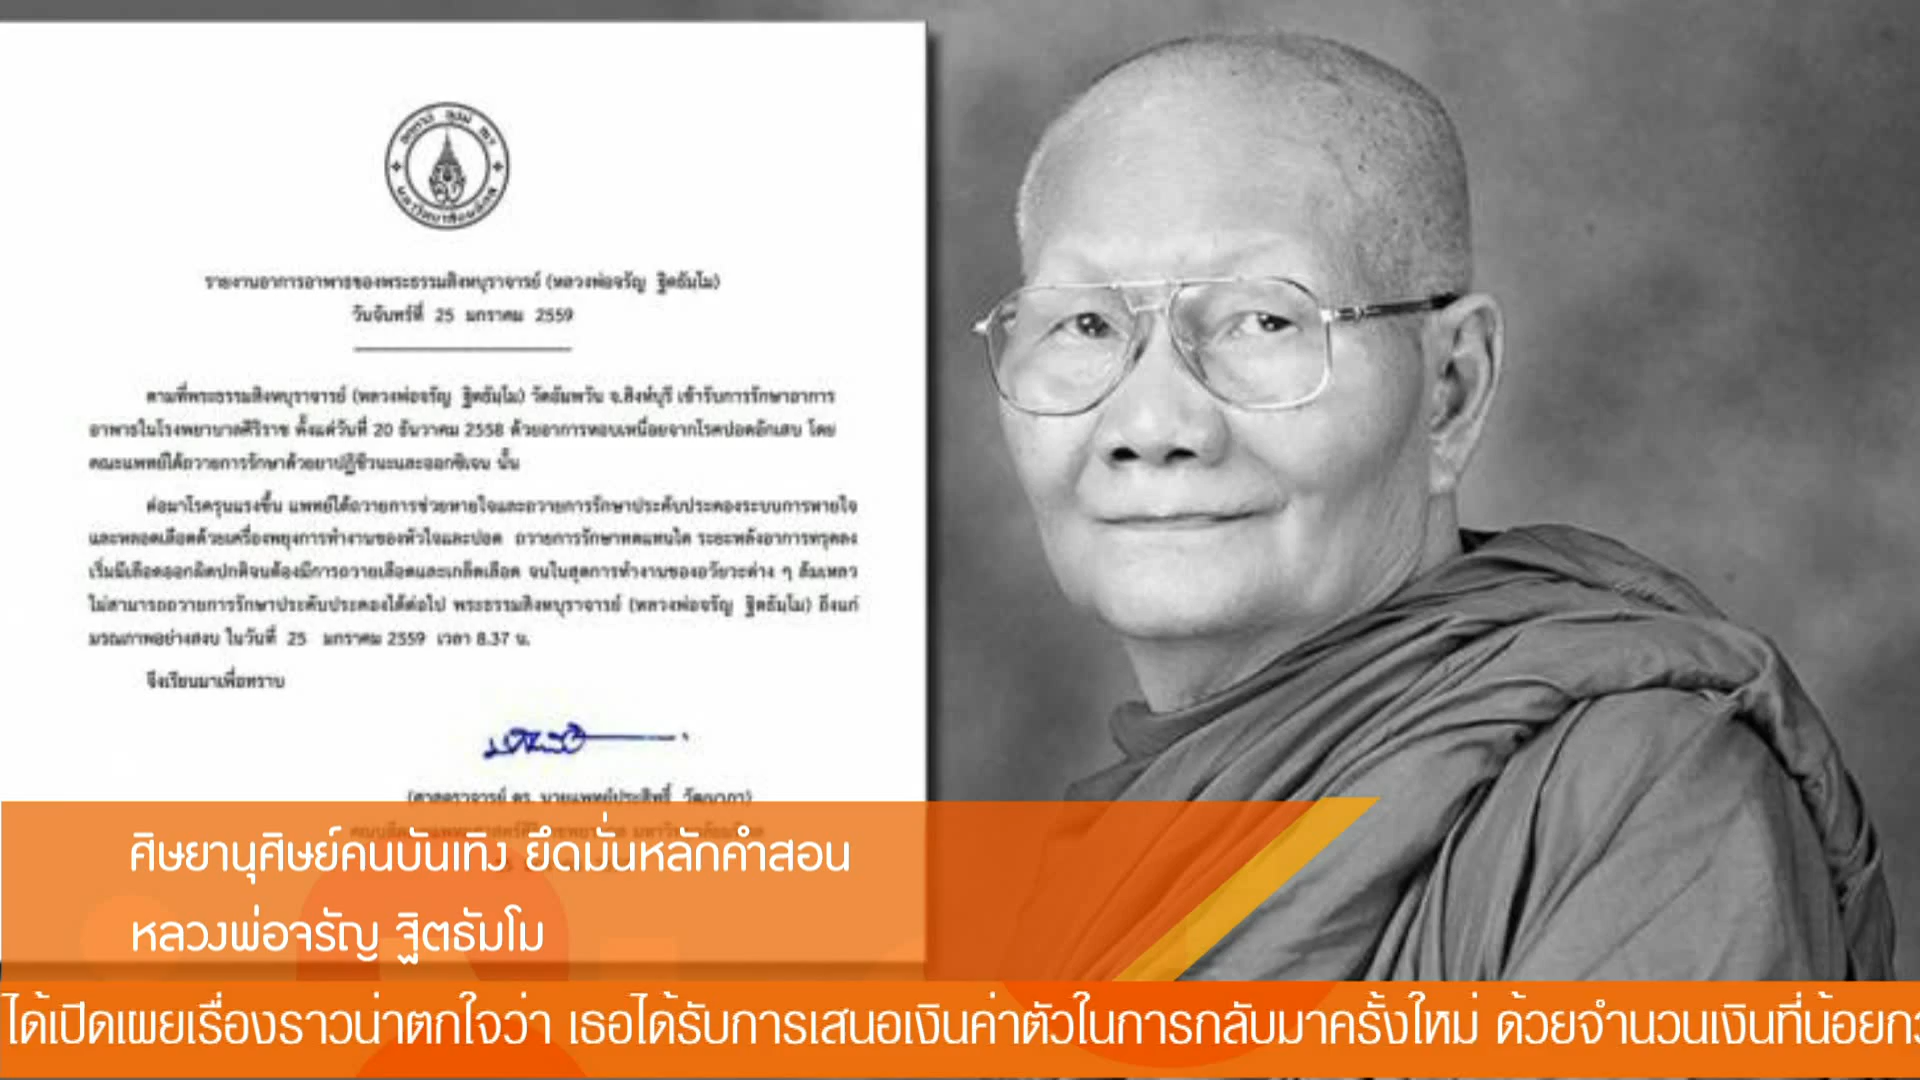 รายงานอาการอาพาธของพระธรรมสิงหบุราจารย์ (หลวงพ่อจรัญ ฐิตธัมฺโม)
วันจันทร์ที่ 25 มกราคม 2559
ตามที่พระธรรมสิงหบุราจารย์ (หลวงพ่อจรัญ ฐิตธัมฺโม) วัดอัมพวัน จ.สิงห์บุรี เข้ารับการรักษาอาการ
อาพาธในโรงพยาบาลศิริราช ตั้งแต่วันที่ 20 ธันวาคม 2558 ด้วยอาการหอบเหนื่อยจากโรคปอดอักเสบ โดย
คณะแพทย์ได้ถวายการรักษาด้วยยาปฏิชีวนะและออกซิเจน นั้น
ต่อมาโรครุนแรงขึ้น แพทย์ได้ถวายการช่วยหายใจและถวายการรักษาประคับประคองระบบการหายใจ
และหลอดเลือดด้วยเครื่องพยุงการทำงานของหัวใจและปอด ถวายการรักษาทดแทนไต ระยะหลังอาการทรุดลง
เริ่มมีเลือดออกผิดปกติจนต้องมีการถวายเลือดและเกล็ดเลือด จนในสุดการทำงานของอวัยวะต่าง ๆ ล้มเหลว
ไม่สามารถถวายการรักษาประคับประคองได้ต่อไป พระธรรมสิงหบุราจารย์ (หลวงพ่อจรัญ ฐิตธัมฺโม) ถึงแก่
มรณภาพอย่างสงบ ในวันที่ 25 มกราคม 2559 เวลา 8.37 น.
จึงเรียนมาเพื่อทราบ
(ศาสตราจารย์ ดร. นายแพทย์ประสิทธิ์ วัฒนาภา)
ศิษยานุศิษย์คนบันเทิง ยึดมั่นหลักคำสอน
หลวงพ่อจรัญ ฐิตธัมโม
ได้เปิดเผยเรื่องราวน่าตกใจว่า เธอได้รับการเสนอเงินค่าตัวในการกลับมาครั้งใหม่ ด้วยจำนวนเงินที่น้อยกว